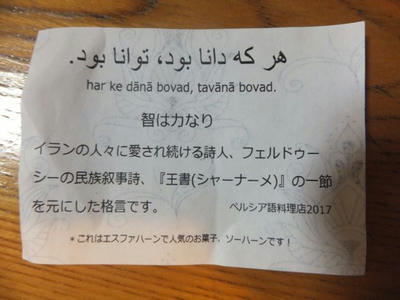 هر که دانا بود، توانا بود.
har ke dānā bovad, tavānā bovad.
智は力なり
イランの人々に愛され続ける詩人、フェルドゥー
シーの民族叙事詩、『王書(シャーナーメ)』の一節
を元にした格言です。 ペルシア語料理店2017
*これはエスファハーンで人気のお菓子、ソーハーンです！